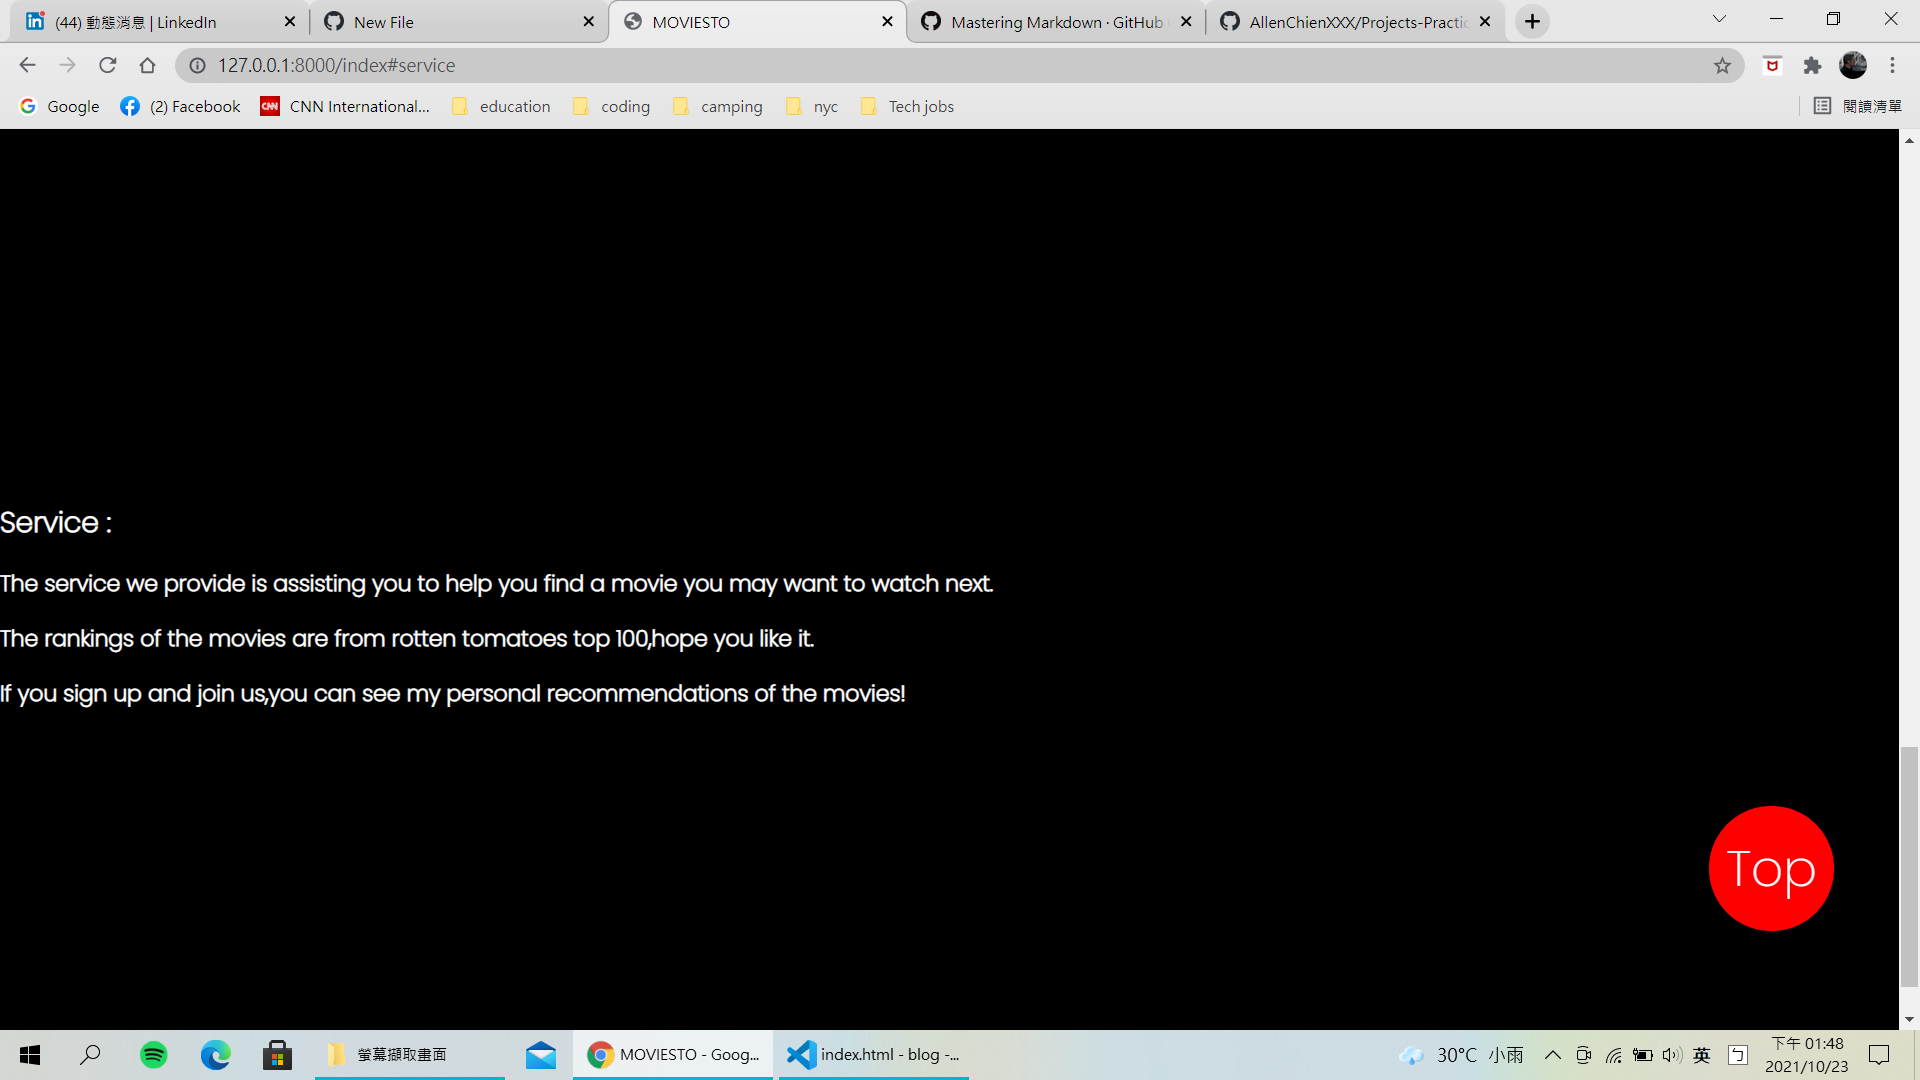 (44) 動態消息 | LinkedIn
New File
MOVIESTO
Mastering Markdown · GitHub
AllenChienXXX/Projects-Practic
127.0.0.1:8000/index#service
Google
(2) Facebook
CNN International...
education
coding
camping
nyc
Tech jobs
閱讀清單
Service :
The service we provide is assisting you to help you find a movie you may want to watch next.
The rankings of the movies are from rotten tomatoes top 100,hope you like it.
If you sign up and join us,you can see my personal recommendations of the movies!
Top
螢幕擷取畫面
MOVIESTO - Goog...
index.html - blog -...
30°C 小雨
英
ㄅ
下午 01:48
2021/10/23